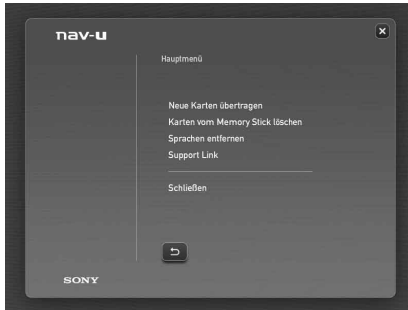 nav-u
Hauptmenü
Neue Karten übertragen
Karten vom Memory Stick löschen
Sprachen entfernen
Support Link
Schließen
SONY